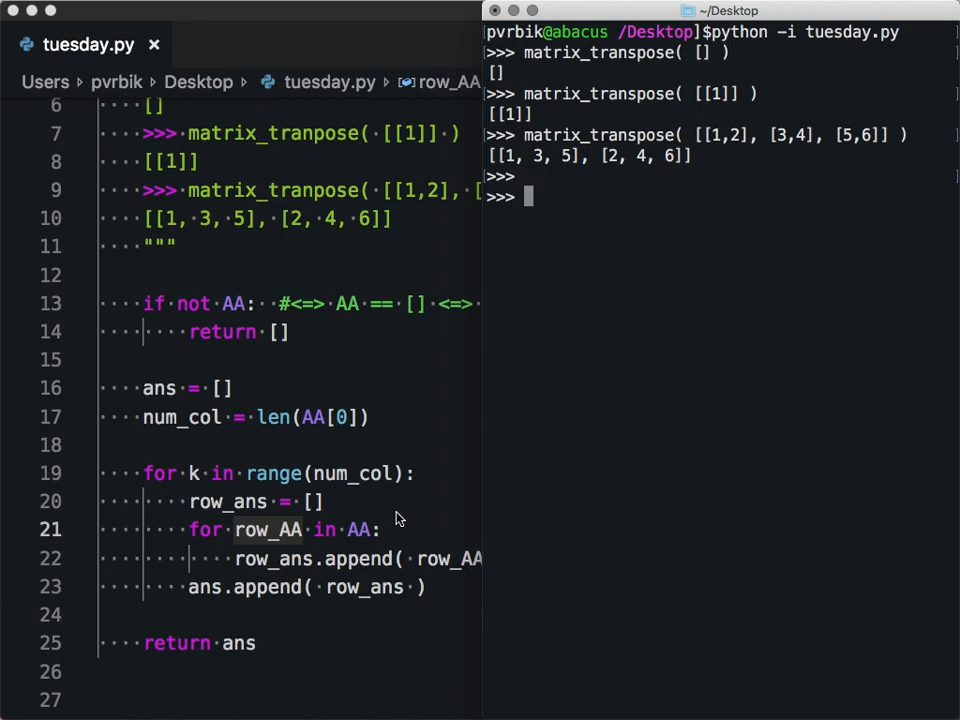 tuesday.py ×
Users › pvrbik › Desktop › tuesday.py › row_AA
6 ····[]
7 ····>>>·matrix_tranpose(·[[1]]·)
8 ····[[1]]
9 ····>>>·matrix_tranpose(·[[1,2],·[
10 ····[[1,·3,·5],·[2,·4,·6]]
11 ····"""
12
13 ····if·not·AA:··#<=>·AA·==·[]·<=>·
14 ········return·[]
15
16 ····ans·=·[]
17 ····num_col·=·len(AA[0])
18
19 ····for·k·in·range(num_col):
20 ········row_ans·=·[]
21 ········for·row_AA·in·AA:
22 ············row_ans.append(·row_AA
23 ········ans.append(·row_ans·)
24
25 ····return·ans
26
27
~/Desktop
[pvrbik@abacus /Desktop]$python -i tuesday.py
>>> matrix_transpose( [] )
[]
>>> matrix_transpose( [[1]] )
[[1]]
>>> matrix_transpose( [[1,2], [3,4], [5,6]] )
[[1, 3, 5], [2, 4, 6]]
>>>
>>>